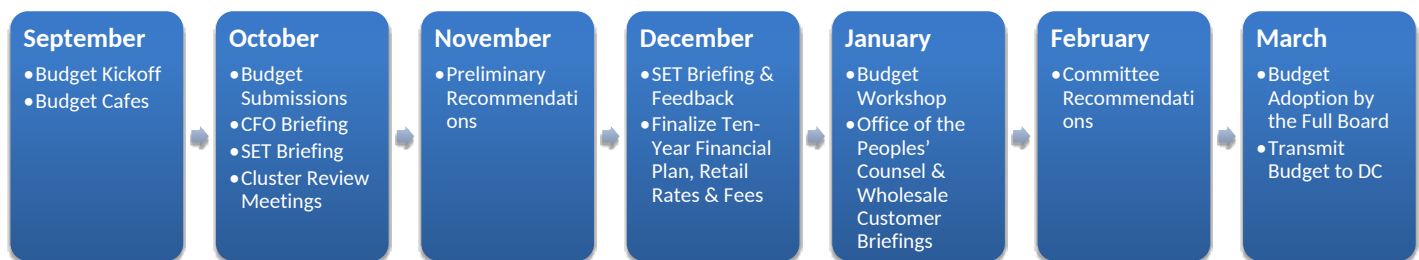 September
•Budget Kickoff
•Budget Cafes
October
•Budget
Submissions
•CFO Briefing
•SET Briefing
•Cluster Review
Meetings
November
•Preliminary
Recommendati
ons
December
•SET Briefing &
Feedback
•Finalize Ten-
Year Financial
Plan, Retail
Rates & Fees
January
•Budget
Workshop
•Office of the
Peoples’
Counsel &
Wholesale
Customer
Briefings
February
•Committee
Recommendati
ons
March
•Budget
Adoption by
the Full Board
•Transmit
Budget to DC